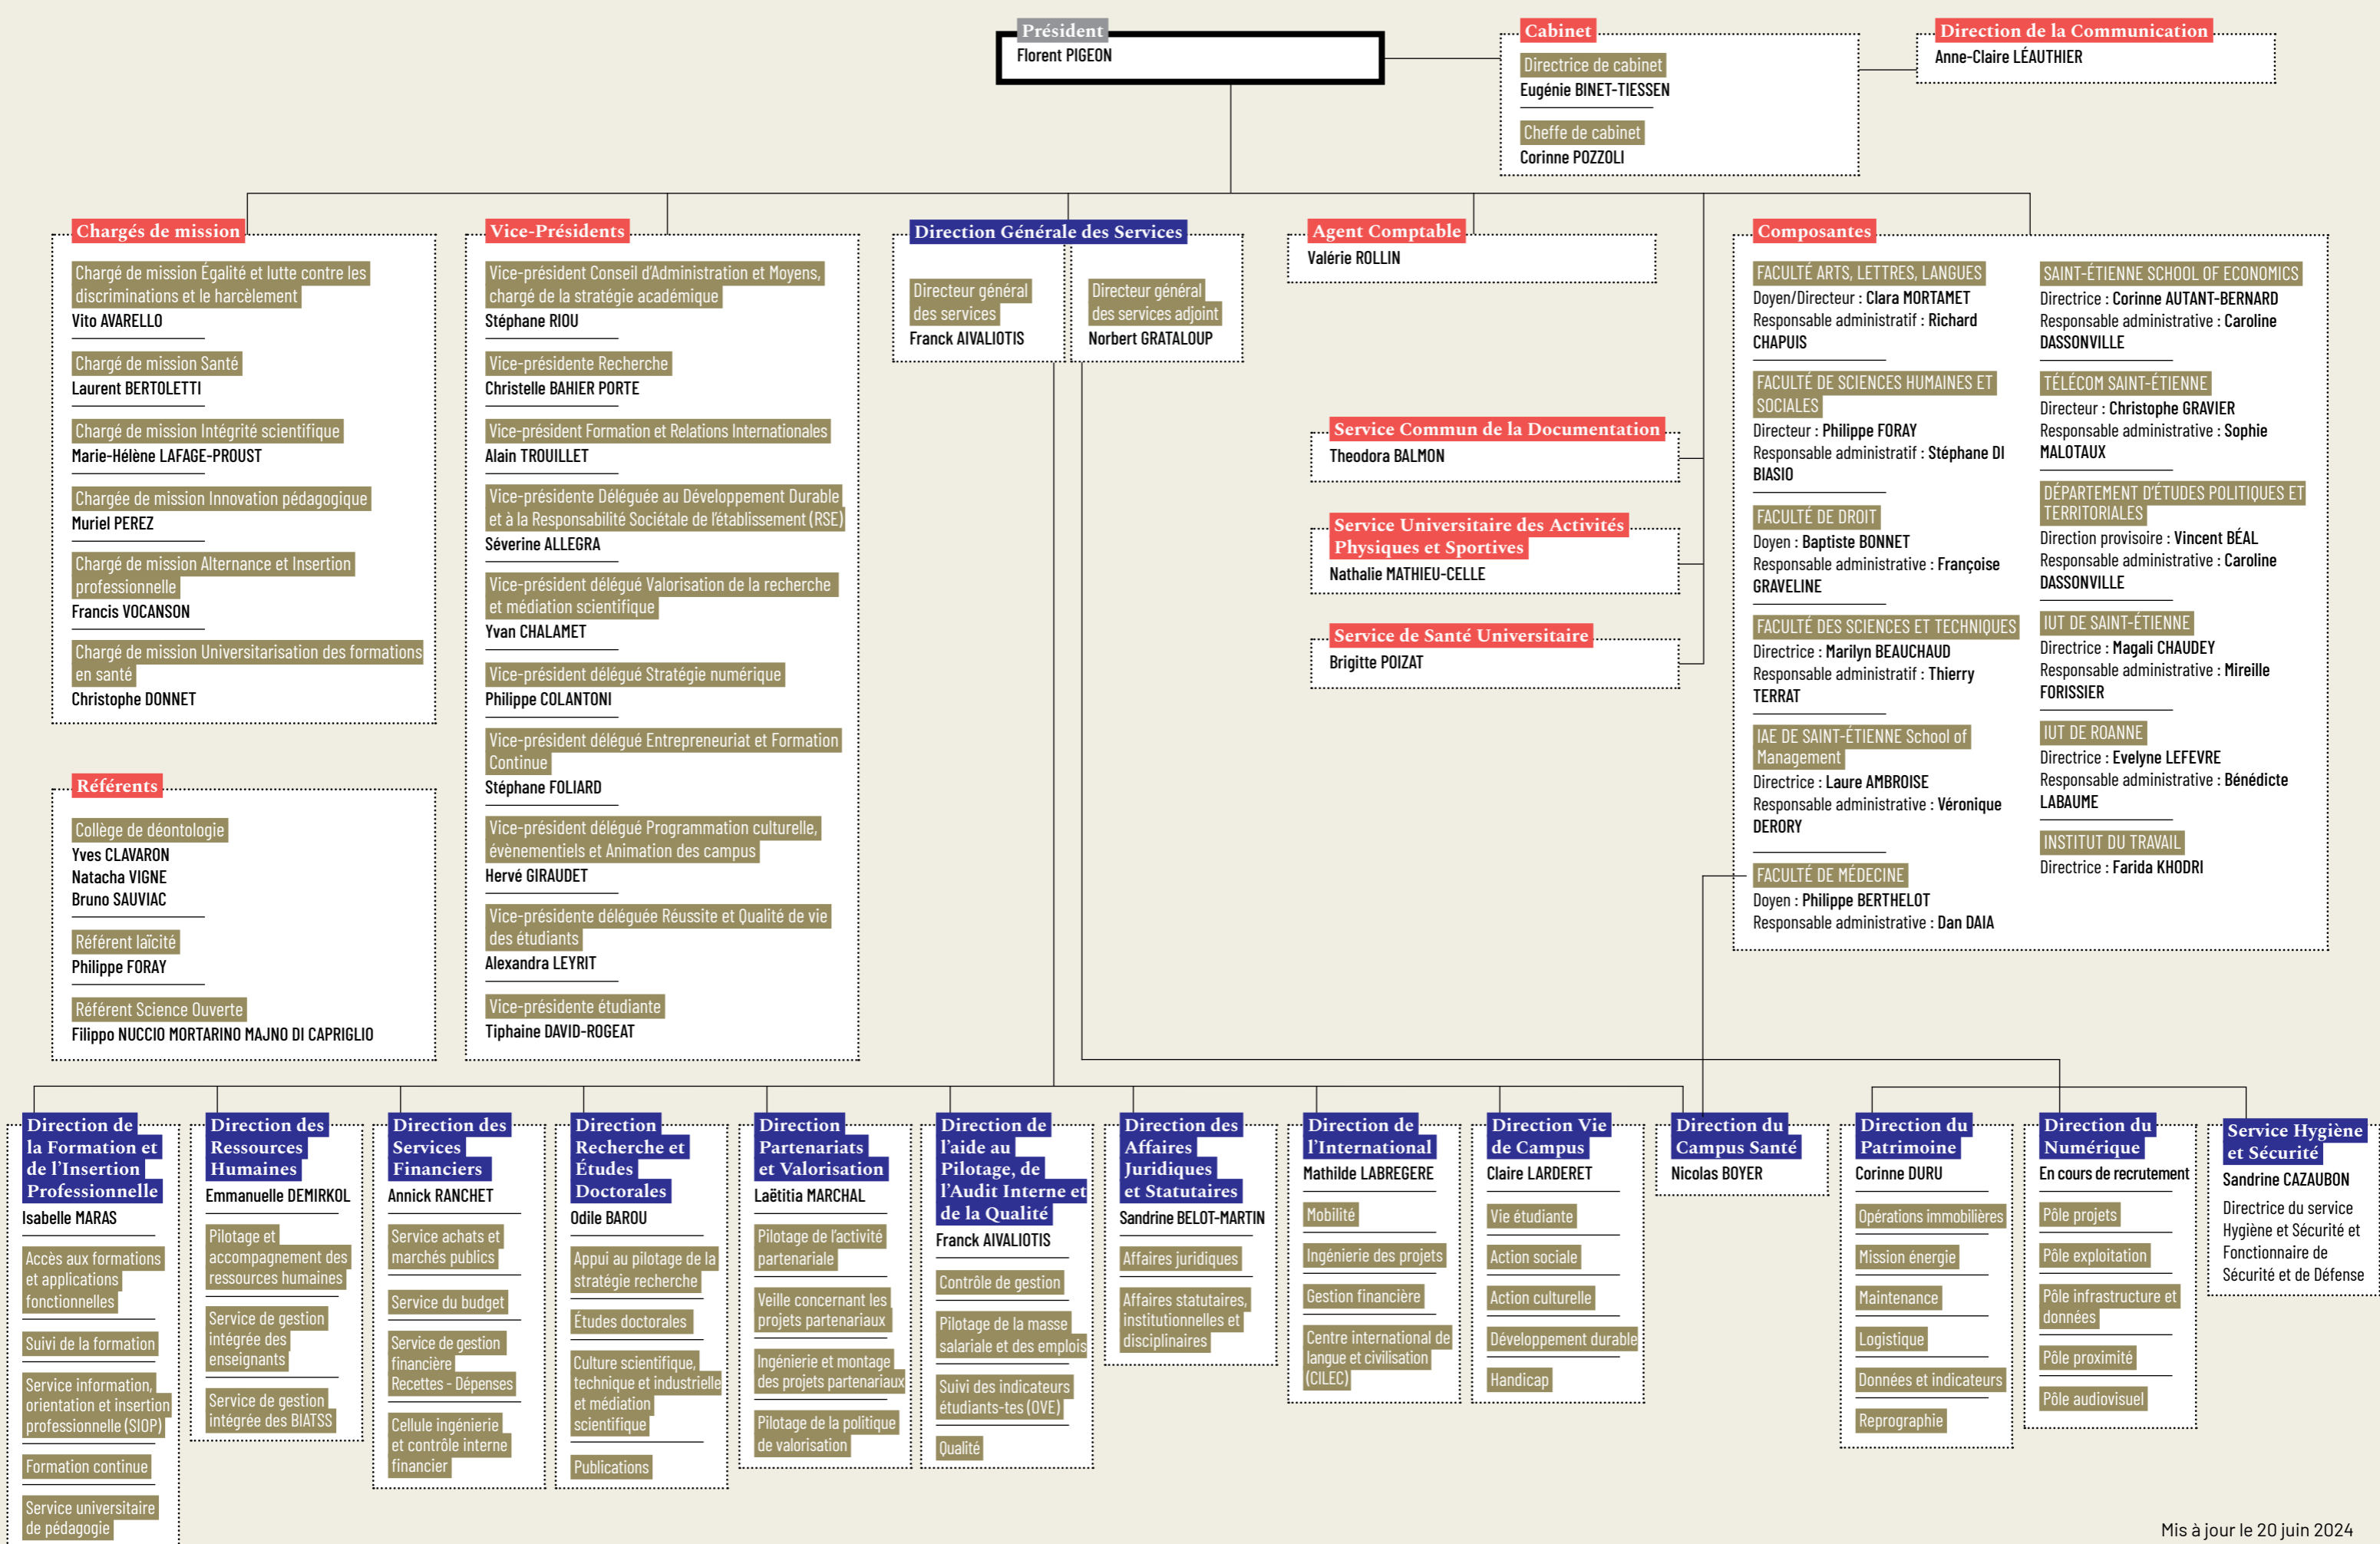 Président
Florent PIGEON
Cabinet
Directrice de cabinet
Eugénie BINET-TIESSEN
Cheffe de cabinet
Corinne POZZOLI
Direction de la Communication
Anne-Claire LÉAUTHIER
Chargés de mission
Chargé de mission Égalité et lutte contre les
discriminations et le harcèlement
Vito AVARELLO
Chargé de mission Santé
Laurent BERTOLETTI
Chargé de mission Intégrité scientifique
Marie-Hélène LAFAGE-PROUST
Chargée de mission Innovation pédagogique
Muriel PEREZ
Chargé de mission Alternance et Insertion
professionnelle
Francis VOCANSON
Chargé de mission Universitarisation des formations
en santé
Christophe DONNET
Référents
Collège de déontologie
Yves CLAVARON
Natacha VIGNE
Bruno SAUVIAC
Référent laïcité
Philippe FORAY
Référent Science Ouverte
Filippo NUCCIO MORTARINO MAJNO DI CAPRIGLIO
Vice-Présidents
Vice-président Conseil d'Administration et Moyens,
chargé de la stratégie académique
Stéphane RIOU
Vice-présidente Recherche
Christelle BAHIER PORTE
Vice-président Formation et Relations Internationales
Alain TROUILLET
Vice-présidente Déléguée au Développement Durable
et à la Responsabilité Sociétale de l'établissement (RSE)
Séverine ALLEGRA
Vice-président délégué Valorisation de la recherche
et médiation scientifique
Yvan CHALAMET
Vice-président délégué Stratégie numérique
Philippe COLANTONI
Vice-président délégué Entrepreneuriat et Formation
Continue
Stéphane FOLIARD
Vice-président délégué Programmation culturelle,
évènementiels et Animation des campus
Hervé GIRAUDET
Vice-présidente déléguée Réussite et Qualité de vie
des étudiants
Alexandra LEYRIT
Vice-présidente étudiante
Tiphaine DAVID-ROGEAT
Direction Générale des Services
Directeur général
des services
Franck AIVALIOTIS
Directeur général
des services adjoint
Norbert GRATALOUP
Agent Comptable
Valérie ROLLIN
Service Commun de la Documentation
Theodora BALMON
Service Universitaire des Activités
Physiques et Sportives
Nathalie MATHIEU-CELLE
Service de Santé Universitaire
Brigitte POIZAT
Composantes
FACULTÉ ARTS, LETTRES, LANGUES
Doyen/Directeur : Clara MORTAMET
Responsable administratif : Richard
CHAPUIS
FACULTÉ DE SCIENCES HUMAINES ET
SOCIALES
Directeur : Philippe FORAY
Responsable administratif : Stéphane DI
BIASIO
FACULTÉ DE DROIT
Doyen : Baptiste BONNET
Responsable administrative : Françoise
GRAVELINE
FACULTÉ DES SCIENCES ET TECHNIQUES
Directrice : Marilyn BEAUCHAUD
Responsable administratif : Thierry
TERRAT
IAE DE SAINT-ÉTIENNE School of
Management
Directrice : Laure AMBROISE
Responsable administrative : Véronique
DERORY
FACULTÉ DE MÉDECINE
Doyen : Philippe BERTHELOT
Responsable administrative : Dan DAIA
SAINT-ÉTIENNE SCHOOL OF ECONOMICS
Directrice : Corinne AUTANT-BERNARD
Responsable administrative : Caroline
DASSONVILLE
TÉLÉCOM SAINT-ÉTIENNE
Directeur : Christophe GRAVIER
Responsable administrative : Sophie
MALOTAUX
DÉPARTEMENT D'ÉTUDES POLITIQUES ET
TERRITORIALES
Direction provisoire : Vincent BÉAL
Responsable administrative : Caroline
DASSONVILLE
IUT DE SAINT-ÉTIENNE
Directrice : Magali CHAUDEY
Responsable administrative : Mireille
FORISSIER
IUT DE ROANNE
Directrice : Evelyne LEFEVRE
Responsable administrative : Bénédicte
LABAUME
INSTITUT DU TRAVAIL
Directrice : Farida KHODRI
Direction de
la Formation et
de l'Insertion
Professionnelle
Isabelle MARAS
Accès aux formations
et applications
fonctionnelles
Suivi de la formation
Service information,
orientation et insertion
professionnelle (SIOP)
Formation continue
Service universitaire
de pédagogie
Direction des
Ressources
Humaines
Emmanuelle DEMIRKOL
Pilotage et
accompagnement des
ressources humaines
Service de gestion
intégrée des
enseignants
Service de gestion
intégrée des BIATSS
Direction des
Services
Financiers
Annick RANCHET
Service achats et
marchés publics
Service du budget
Service de gestion
financière
Recettes - Dépenses
Cellule ingénierie
et contrôle interne
financier
Direction
Recherche et
Études
Doctorales
Odile BAROU
Appui au pilotage de la
stratégie recherche
Études doctorales
Culture scientifique,
technique et industrielle
et médiation
scientifique
Publications
Direction
Partenariats
et Valorisation
Laëtitia MARCHAL
Pilotage de l'activité
partenariale
Veille concernant les
projets partenariaux
Ingénierie et montage
des projets partenariaux
Pilotage de la politique
de valorisation
Direction de
l'aide au
Pilotage, de
l'Audit Interne et
de la Qualité
Franck AIVALIOTIS
Contrôle de gestion
Pilotage de la masse
salariale et des emplois
Suivi des indicateurs
étudiants-tes (OVE)
Qualité
Direction des
Affaires
Juridiques
et Statutaires
Sandrine BELOT-MARTIN
Affaires juridiques
Affaires statutaires,
institutionnelles et
disciplinaires
Direction de
l'International
Mathilde LABREGERE
Mobilité
Ingénierie des projets
Gestion financière
Centre international de
langue et civilisation
(CILEC)
Direction Vie
de Campus
Claire LARDERET
Vie étudiante
Action sociale
Action culturelle
Développement durable
Handicap
Direction du
Campus Santé
Nicolas BOYER
Direction du
Patrimoine
Corinne DURU
Opérations immobilières
Mission énergie
Maintenance
Logistique
Données et indicateurs
Reprographie
Direction du
Numérique
En cours de recrutement
Pôle projets
Pôle exploitation
Pôle infrastructure et
données
Pôle proximité
Pôle audiovisuel
Service Hygiène
et Sécurité
Sandrine CAZAUBON
Directrice du service
Hygiène et Sécurité et
Fonctionnaire de
Sécurité et de Défense
Mis à jour le 20 juin 2024